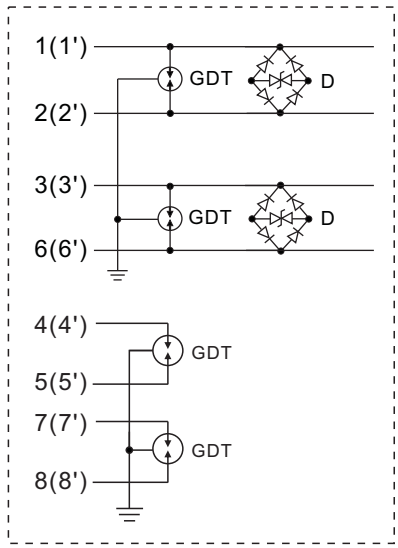 1(1')
GDT
D
2(2')
3(3')
GDT
D
6(6')
4(4')
GDT
5(5')
7(7')
GDT
8(8')